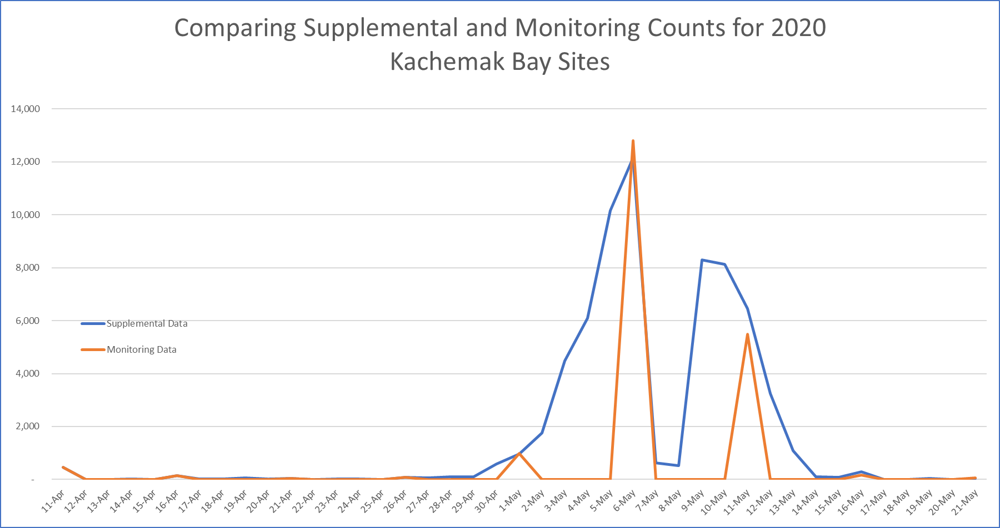 Comparing Supplemental and Monitoring Counts for 2020
Kachemak Bay Sites
14,000
12,000
10,000
8,000
6,000
4,000
2,000
-
Supplemental Data
Monitoring Data
11-Apr
12-Apr
13-Apr
14-Apr
15-Apr
16-Apr
17-Apr
18-Apr
19-Apr
20-Apr
21-Apr
22-Apr
23-Apr
24-Apr
25-Apr
26-Apr
27-Apr
28-Apr
29-Apr
30-Apr
1-May
2-May
3-May
4-May
5-May
6-May
7-May
8-May
9-May
10-May
11-May
12-May
13-May
14-May
15-May
16-May
17-May
18-May
19-May
20-May
21-May